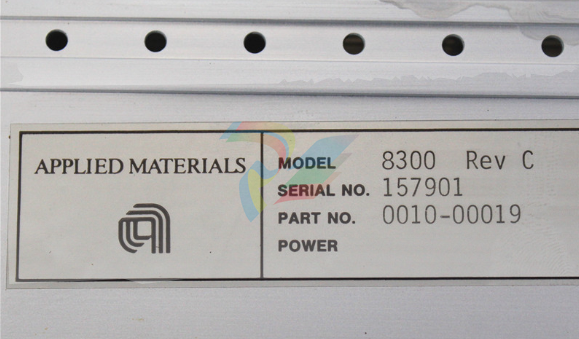 APPLIED MATERIALS
MODEL 8300 Rev C
SERIAL NO. 157901
PART NO. 0010-00019
POWER